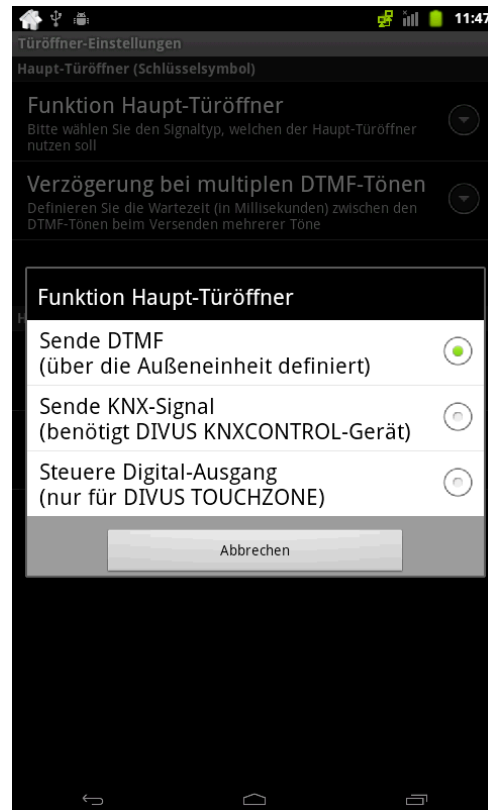 11:47
Türöffner-Einstellungen
Haupt-Türöffner (Schlüsselsymbol)
Funktion Haupt-Türöffner
Bitte wählen Sie den Signaltyp, welchen der Haupt-Türöffner
nutzen soll
Verzögerung bei multiplen DTMF-Tönen
Definieren Sie die Wartezeit (in Millisekunden) zwischen den
DTMF-Tönen beim Versenden mehrerer Töne
H
Funktion Haupt-Türöffner
Sende DTMF
(über die Außeneinheit definiert)
Sende KNX-Signal
(benötigt DIVUS KNXCONTROL-Gerät)
Steuere Digital-Ausgang
(nur für DIVUS TOUCHZONE)
Abbrechen